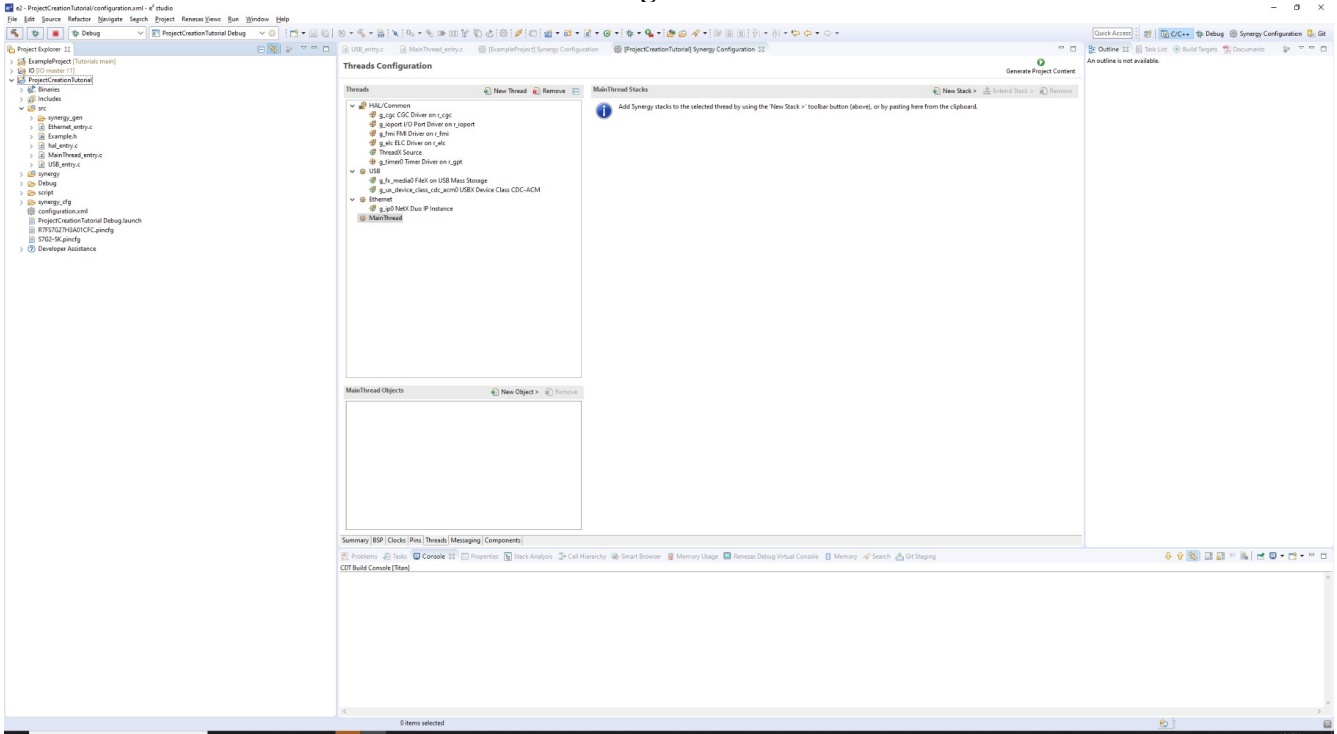 e2 - ProjectCreationTutorial/configuration.xml - e² studio
File Edit Source Refactor Navigate Search Project Renesas Views Run Window Help
Debug ProjectCreationTutorial Debug Quick Access C/C++ Debug Synergy Configuration Git
Project Explorer
ExampleProject [Tutorials main]
IO [IO master ↑1]
ProjectCreationTutorial
Binaries
Includes
src
synergy_gen
Ethernet_entry.c
Example.h
hal_entry.c
MainThread_entry.c
USB_entry.c
synergy
Debug
script
synergy_cfg
configuration.xml
ProjectCreationTutorial Debug.launch
R7FS7G27H3A01CFC.pincfg
S7G2-SK.pincfg
Developer Assistance
USB_entry.c MainThread_entry.c [ExampleProject] Synergy Configuration [ProjectCreationTutorial] Synergy Configuration
Threads Configuration
Generate Project Content
Threads New Thread Remove
HAL/Common
g_cgc CGC Driver on r_cgc
g_ioport I/O Port Driver on r_ioport
g_fmi FMI Driver on r_fmi
g_elc ELC Driver on r_elc
ThreadX Source
g_timer0 Timer Driver on r_gpt
USB
g_fx_media0 FileX on USB Mass Storage
g_ux_device_class_cdc_acm0 USBX Device Class CDC-ACM
Ethernet
g_ip0 NetX Duo IP Instance
MainThread
MainThread Stacks New Stack > Extend Stack > Remove
Add Synergy stacks to the selected thread by using the 'New Stack >' toolbar button (above), or by pasting here from the clipboard.
MainThread Objects New Object > Remove
Summary BSP Clocks Pins Threads Messaging Components
Outline Task List Build Targets Documents
An outline is not available.
Problems Tasks Console Properties Stack Analysis Call Hierarchy Smart Browser Memory Usage Renesas Debug Virtual Console Memory Search Git Staging
CDT Build Console [Titan]
0 items selected